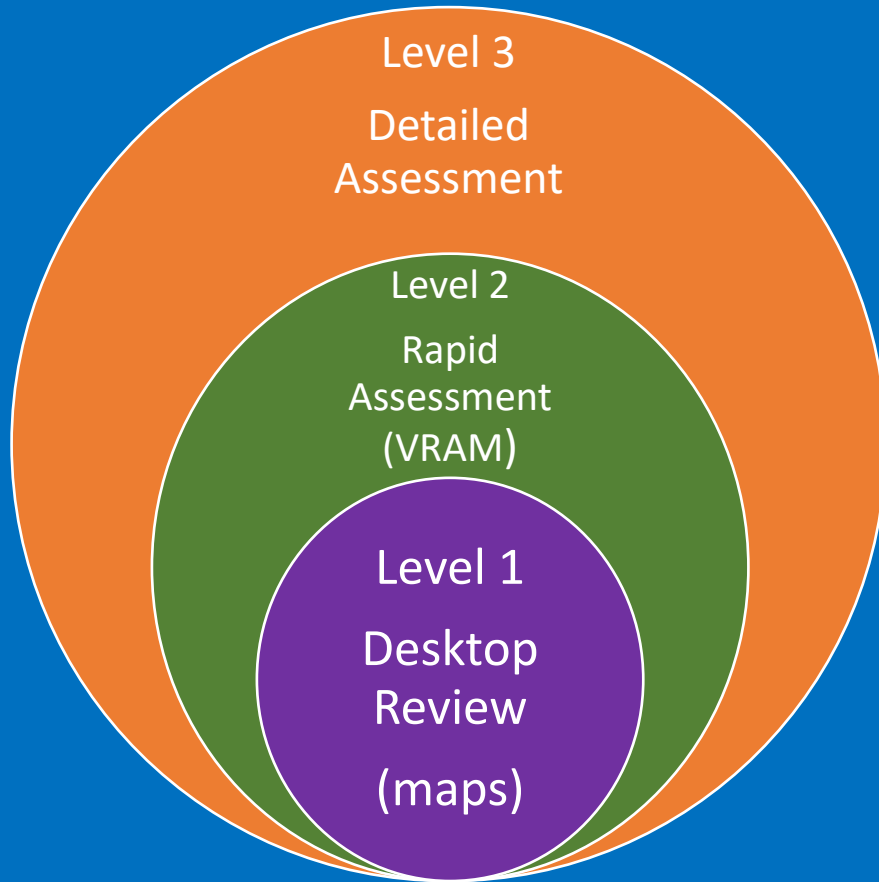 Level 3
Detailed
Assessment
Level 2
Rapid
Assessment
(VRAM)
Level 1
Desktop
Review
(maps)